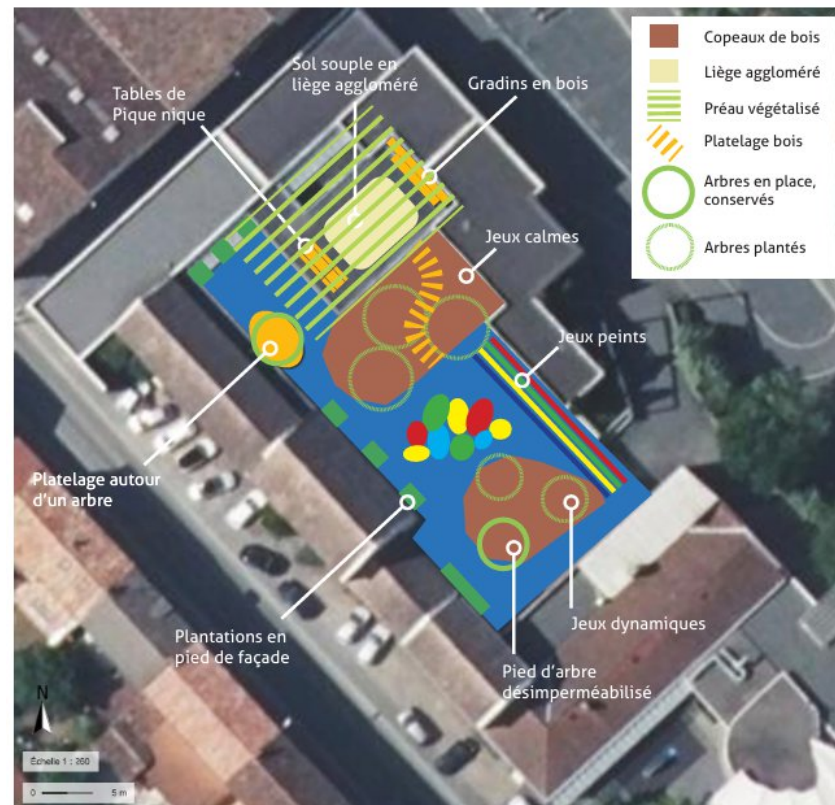 Tables de
Pique nique
Sol souple en
liège aggloméré
Gradins en bois
Copeaux de bois
Liège aggloméré
Préau végétalisé
Platelage bois
Arbres en place,
conservés
Arbres plantés
Jeux calmes
Jeux peints
Platelage autour
d'un arbre
Plantations en
pied de façade
Jeux dynamiques
Pied d'arbre
désimperméabilisé
N
Échelle 1 : 260
0 5 m